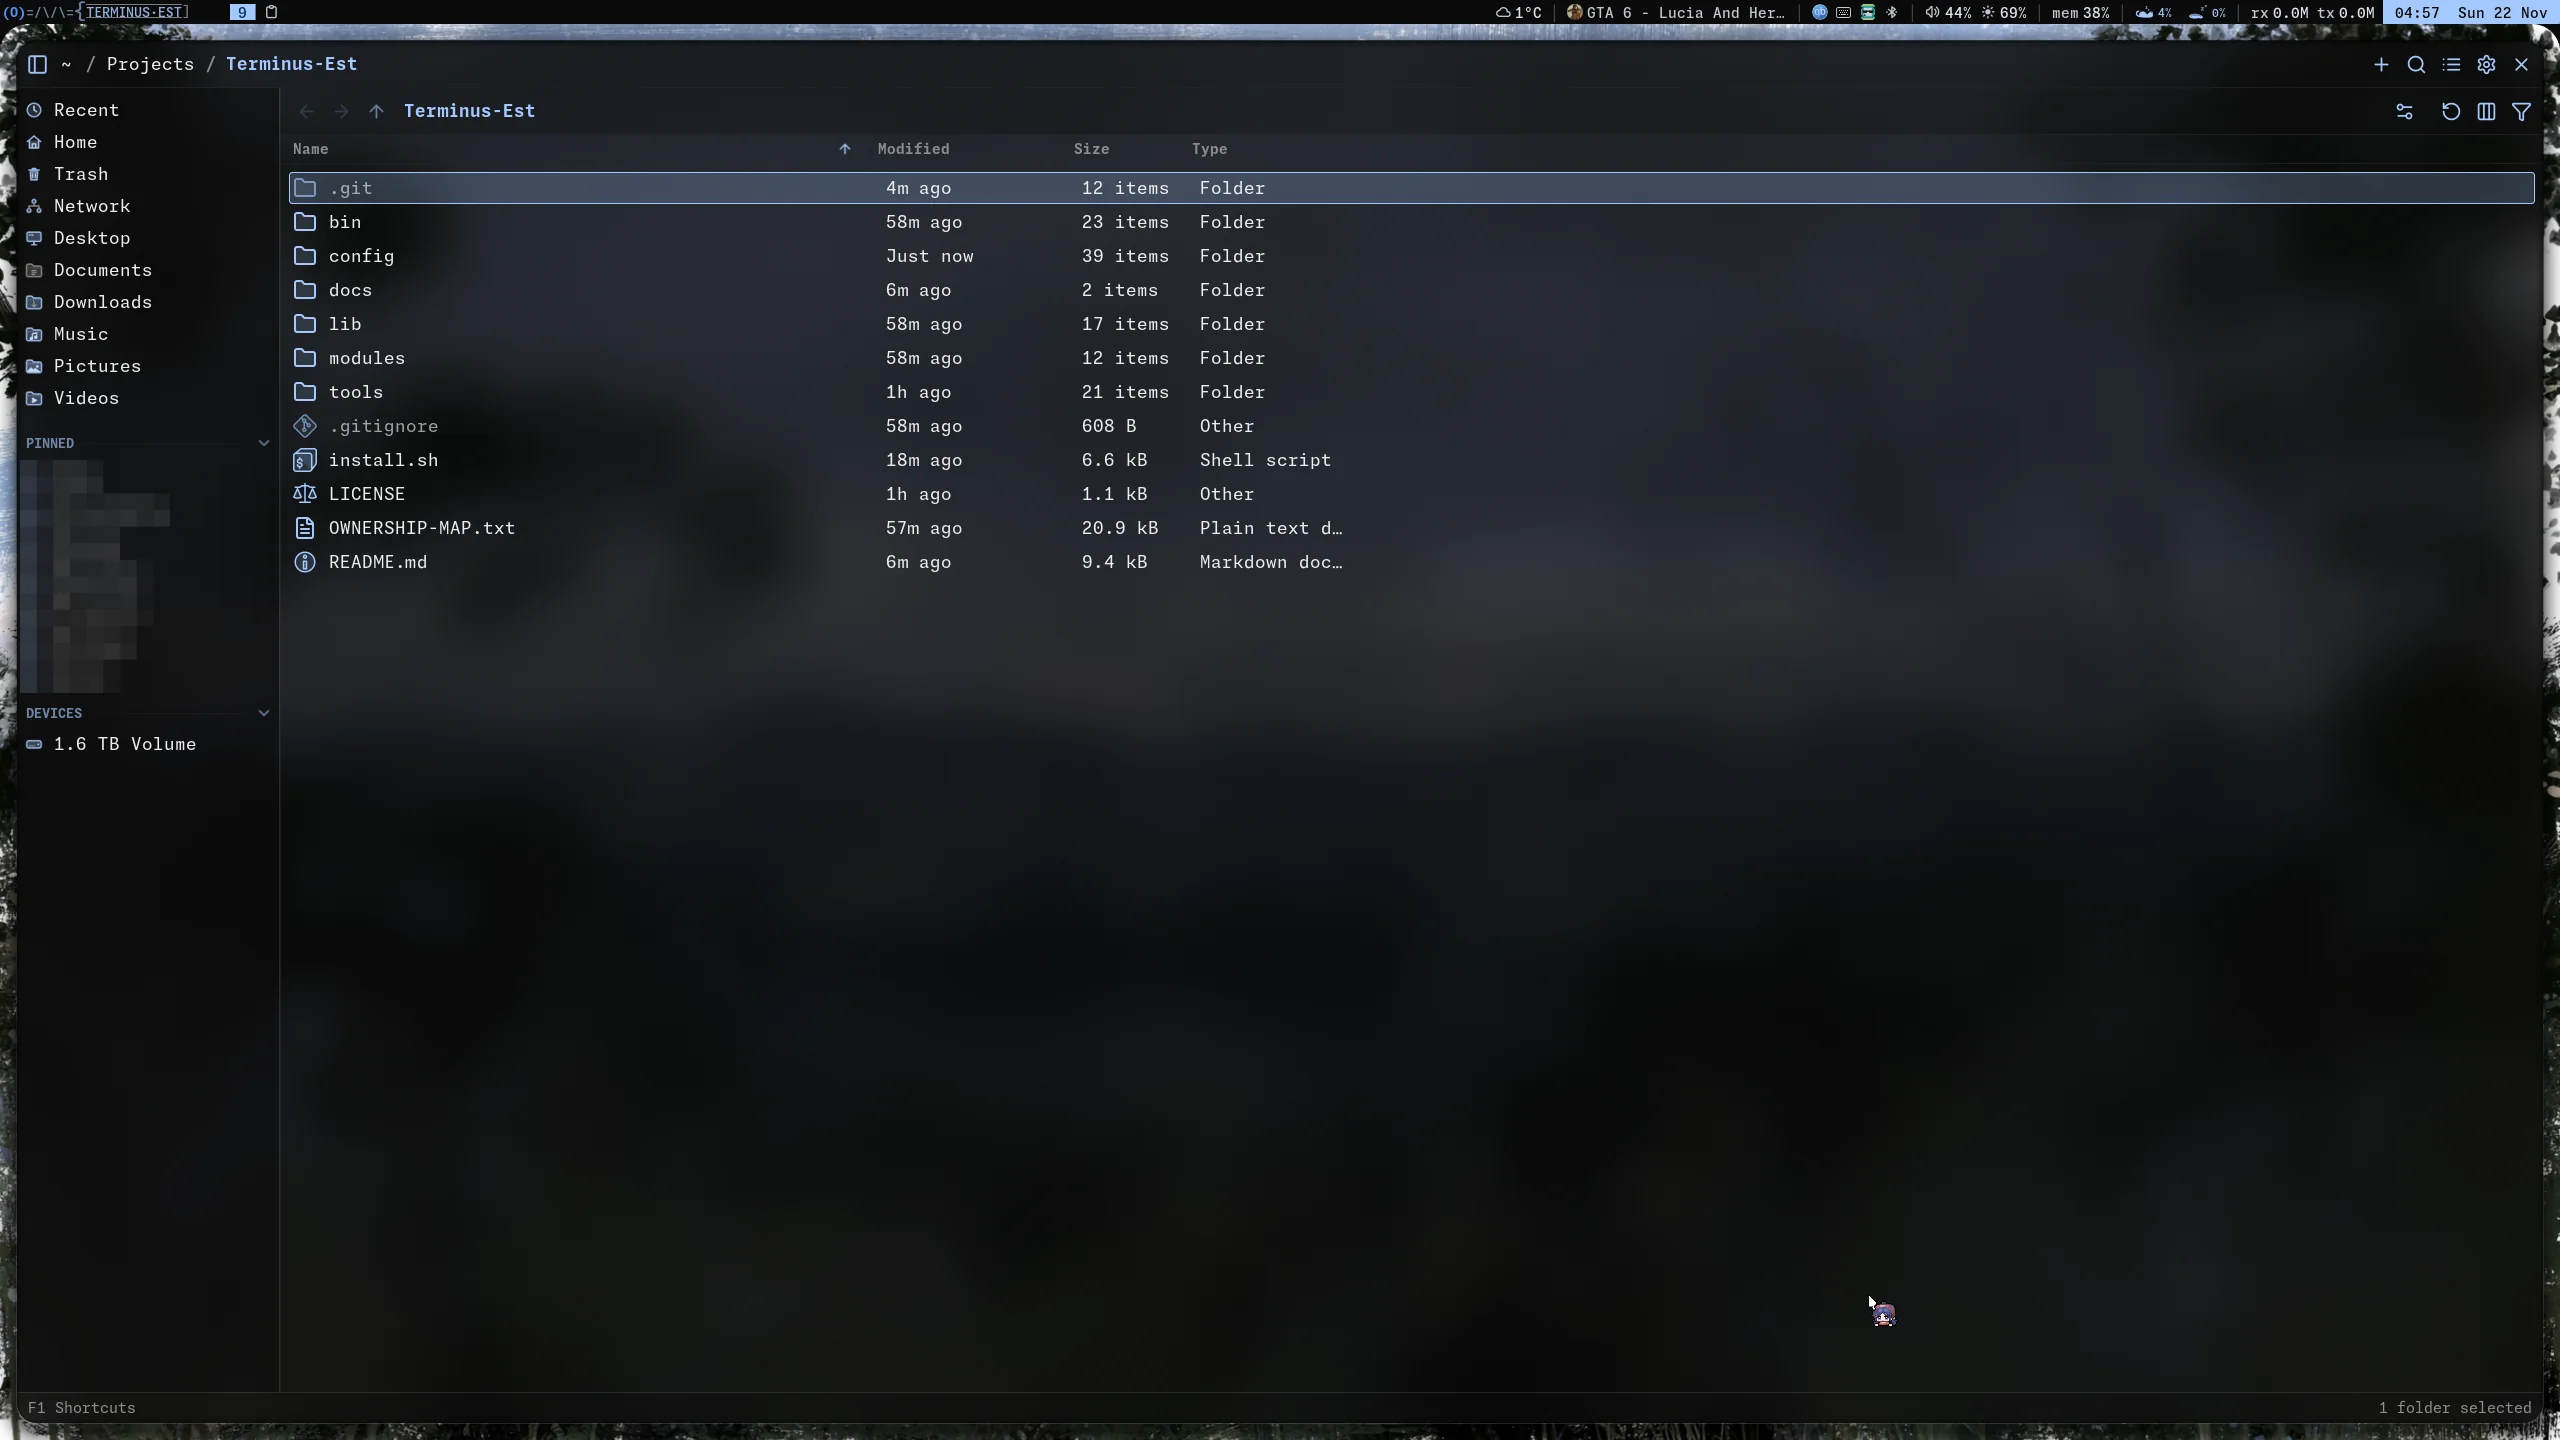 (O)=/\/\={TERMINUS·EST] 9 1°C GTA 6 - Lucia And Her… 44% 69% mem 38% 4% 0% rx 0.0M tx 0.0M 04:57 Sun 22 Nov
~ / Projects / Terminus-Est
Recent
Home
Trash
Network
Desktop
Documents
Downloads
Music
Pictures
Videos
PINNED
DEVICES
1.6 TB Volume
Terminus-Est
Name Modified Size Type
.git 4m ago 12 items Folder
bin 58m ago 23 items Folder
config Just now 39 items Folder
docs 6m ago 2 items Folder
lib 58m ago 17 items Folder
modules 58m ago 12 items Folder
tools 1h ago 21 items Folder
.gitignore 58m ago 608 B Other
install.sh 18m ago 6.6 kB Shell script
LICENSE 1h ago 1.1 kB Other
OWNERSHIP-MAP.txt 57m ago 20.9 kB Plain text d…
README.md 6m ago 9.4 kB Markdown doc…
F1 Shortcuts
1 folder selected